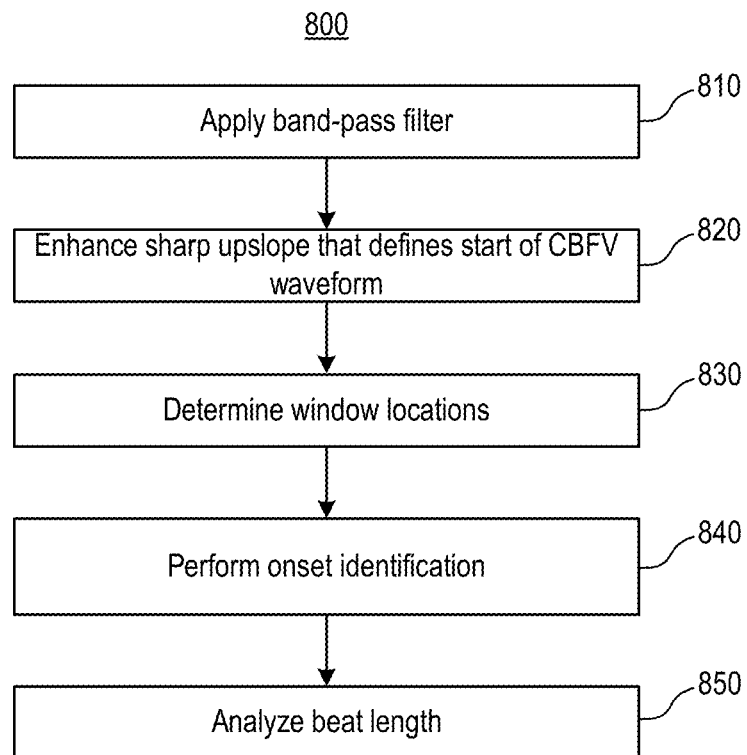 800
Apply band-pass filter
810
Enhance sharp upslope that defines start of CBFV
waveform
820
Determine window locations
830
Perform onset identification
840
Analyze beat length
850